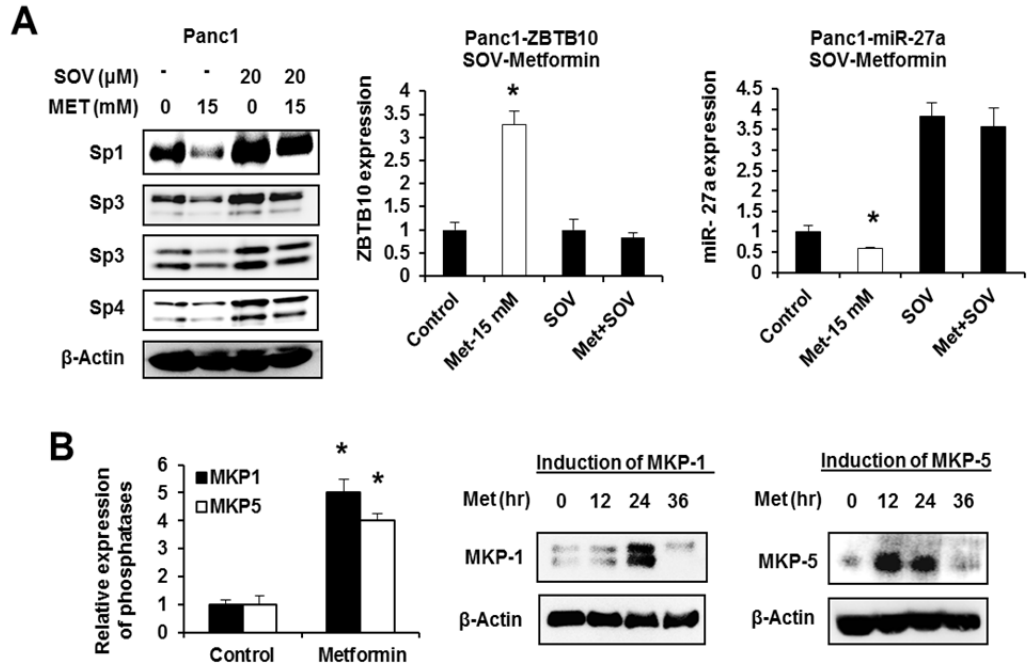 A
Panc1
SOV (µM) - - 20 20
MET (mM) 0 15 0 15
Sp1
Sp3
Sp3
Sp4
β-Actin
Panc1-ZBTB10
SOV-Metformin
ZBTB10 expression
4
3.5
3
2.5
2
1.5
1
0.5
0
*
Control
Met-15 mM
SOV
Met+SOV
Panc1-miR-27a
SOV-Metformin
miR- 27a expression
4.5
4
3.5
3
2.5
2
1.5
1
0.5
0
*
Control
Met-15 mM
SOV
Met+SOV
B
Relative expression
of phosphatases
6
5
4
3
2
1
0
MKP1
MKP5
*
*
Control
Metformin
Induction of MKP-1
Met (hr) 0 12 24 36
MKP-1
β-Actin
Induction of MKP-5
Met (hr) 0 12 24 36
MKP-5
β-Actin